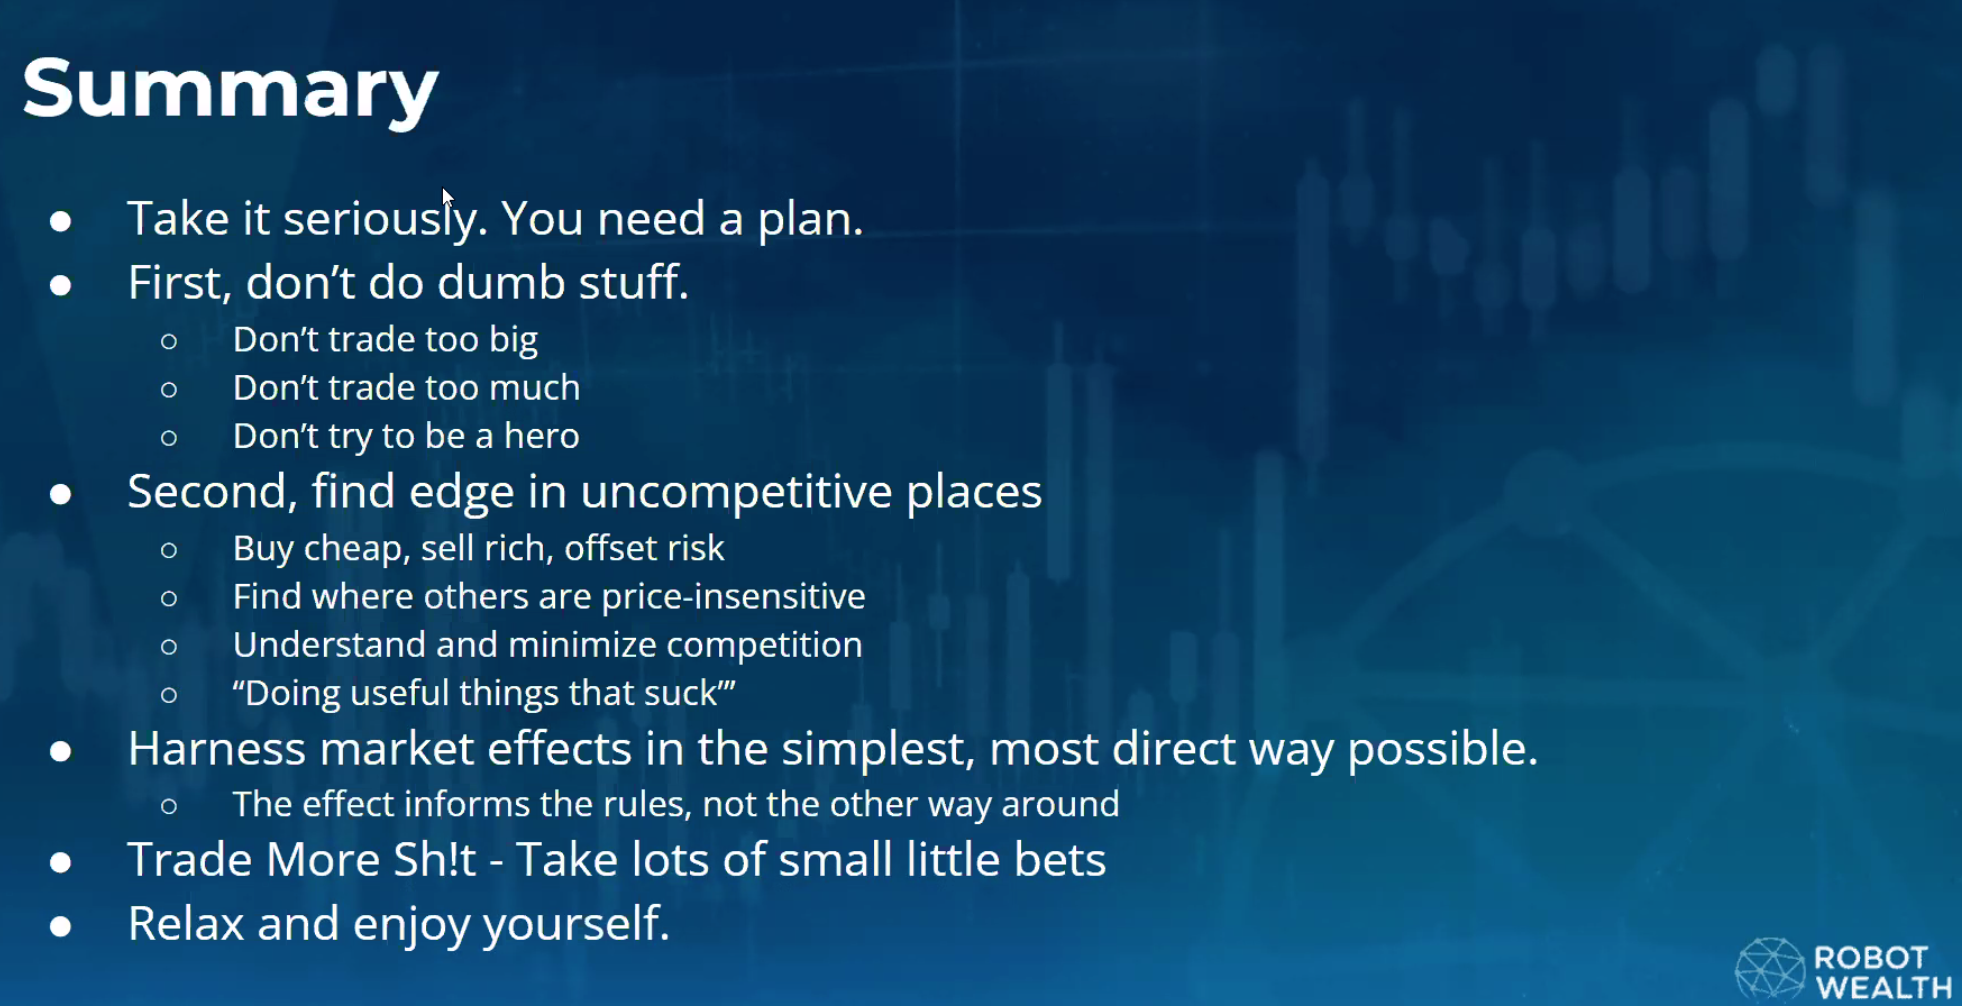 Summary
● Take it seriously. You need a plan.
● First, don’t do dumb stuff.
○ Don’t trade too big
○ Don’t trade too much
○ Don’t try to be a hero
● Second, find edge in uncompetitive places
○ Buy cheap, sell rich, offset risk
○ Find where others are price-insensitive
○ Understand and minimize competition
○ “Doing useful things that suck”’
● Harness market effects in the simplest, most direct way possible.
○ The effect informs the rules, not the other way around
● Trade More Sh!t - Take lots of small little bets
● Relax and enjoy yourself.
ROBOT
WEALTH